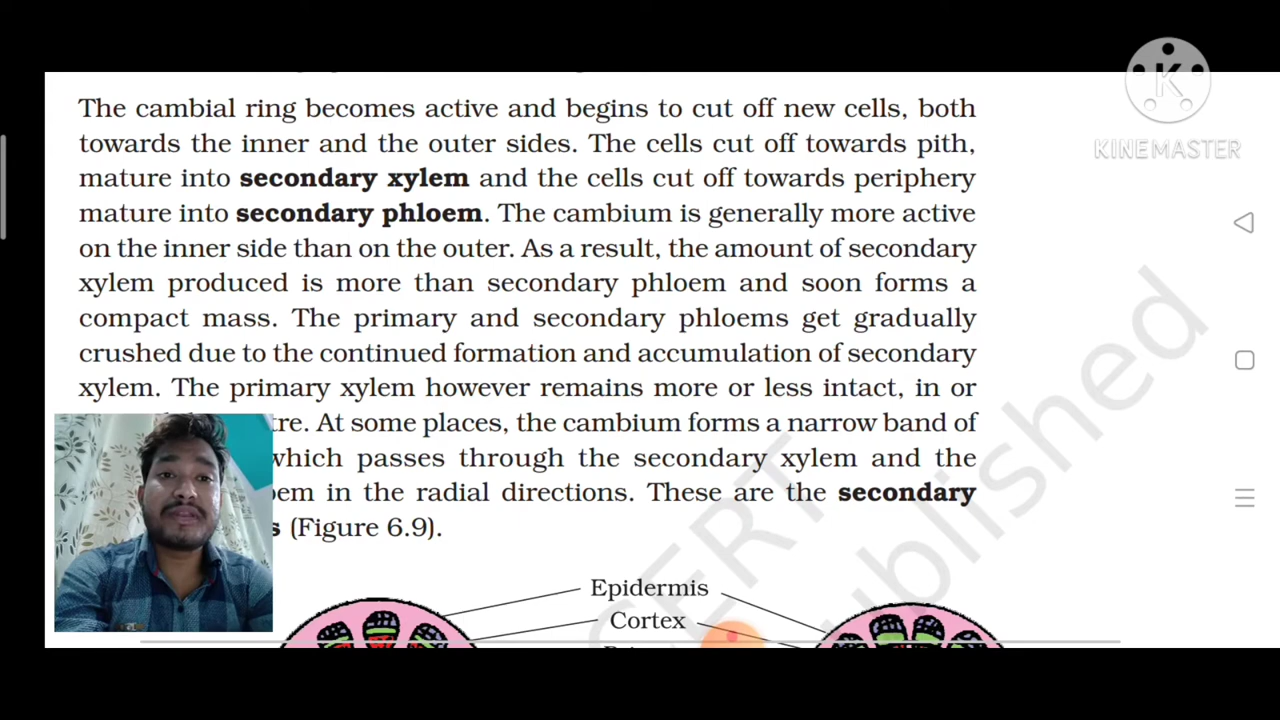 The cambial ring becomes active and begins to cut off new cells, both
towards the inner and the outer sides. The cells cut off towards pith,
mature into secondary xylem and the cells cut off towards periphery
mature into secondary phloem. The cambium is generally more active
on the inner side than on the outer. As a result, the amount of secondary
xylem produced is more than secondary phloem and soon forms a
compact mass. The primary and secondary phloems get gradually
crushed due to the continued formation and accumulation of secondary
xylem. The primary xylem however remains more or less intact, in or
tre. At some places, the cambium forms a narrow band of
which passes through the secondary xylem and the
oem in the radial directions. These are the secondary
s (Figure 6.9).
Epidermis
Cortex
K
KINEMASTER
CERT
ublished